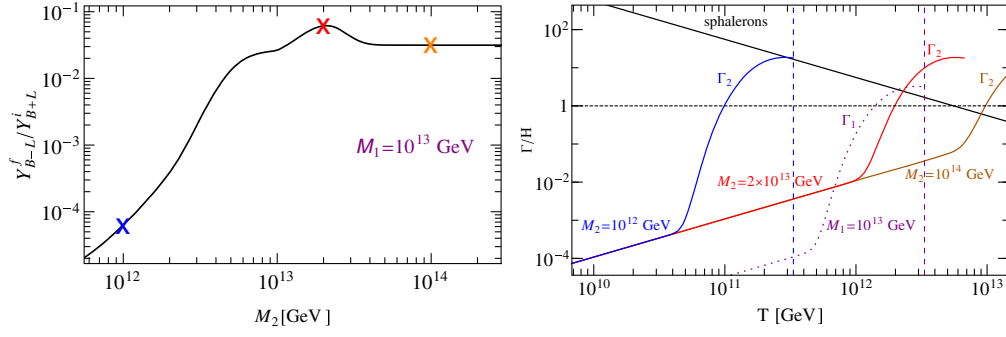 Y^f_{B−L}/Y^i_{B+L}
10^{-1}
10^{-2}
10^{-3}
10^{-4}
X
X
X
M_1=10^{13} GeV
10^{12}
10^{13}
10^{14}
M_2[GeV]
Γ/H
10^2
1
10^{-2}
10^{-4}
sphalerons
Γ_2
Γ_2
Γ_2
Γ_1
M_2=2×10^{13} GeV
M_2=10^{14} GeV
M_2=10^{12} GeV
M_1=10^{13} GeV
10^{10}
10^{11}
10^{12}
10^{13}
T [GeV]